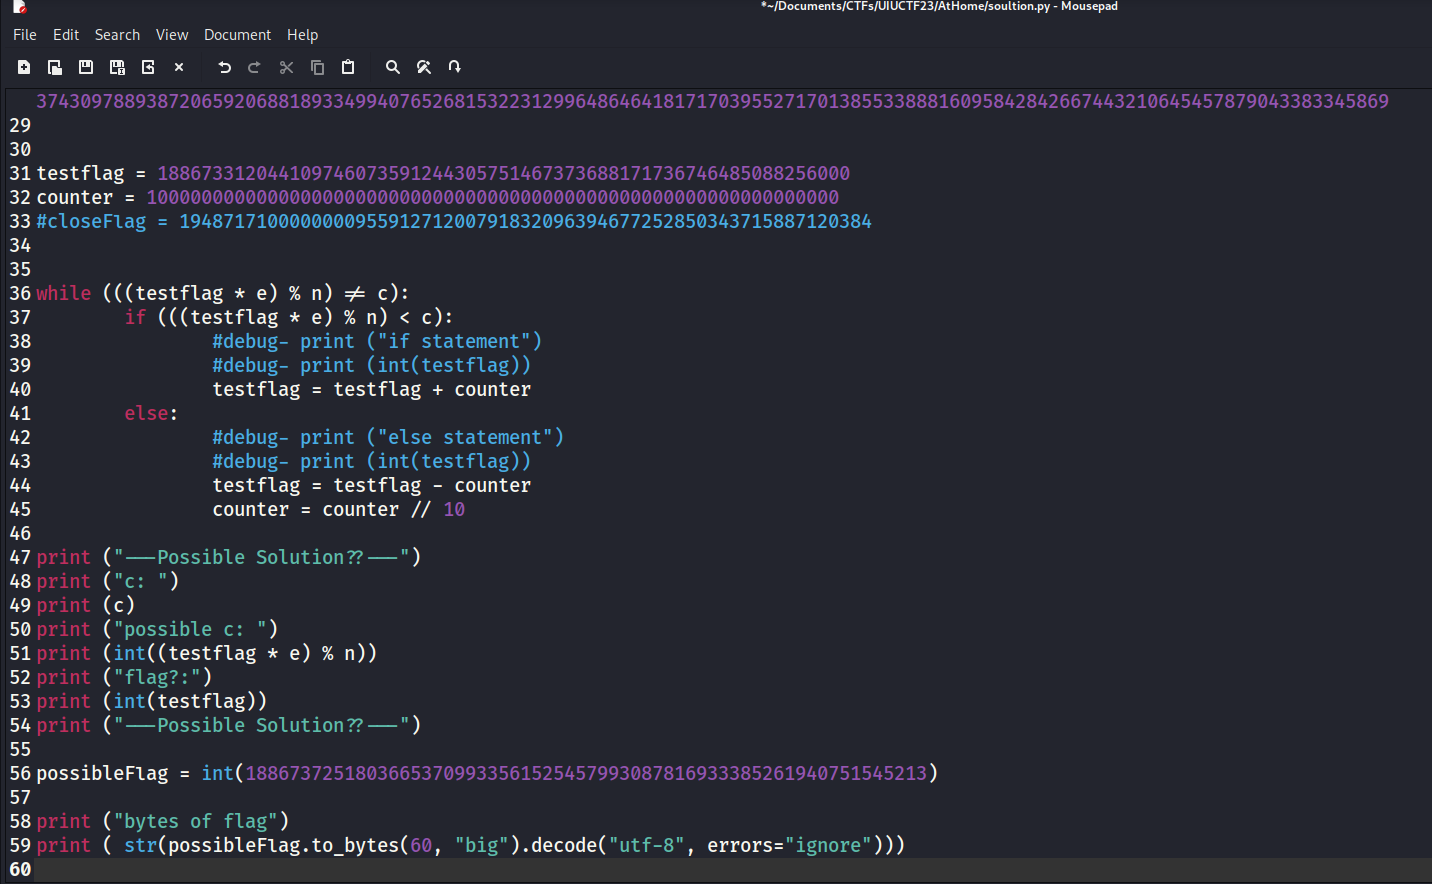 *~/Documents/CTFs/UIUCTF23/AtHome/soultion.py - Mousepad
File Edit Search View Document Help
374309788938720659206881893349940765268153223129964864641817170395527170138553388816095842842667443210645457879043383345869
29
30
31 testflag = 188673312044109746073591244305751467373688171736746485088256000
32 counter = 100000000000000000000000000000000000000000000000000000000000000
33 #closeFlag = 194871710000000095591271200791832096394677252850343715887120384
34
35
36 while (((testflag * e) % n) != c):
37 if (((testflag * e) % n) < c):
38 #debug- print ("if statement")
39 #debug- print (int(testflag))
40 testflag = testflag + counter
41 else:
42 #debug- print ("else statement")
43 #debug- print (int(testflag))
44 testflag = testflag - counter
45 counter = counter // 10
46
47 print ("---Possible Solution??---")
48 print ("c: ")
49 print (c)
50 print ("possible c: ")
51 print (int((testflag * e) % n))
52 print ("flag?:")
53 print (int(testflag))
54 print ("---Possible Solution??---")
55
56 possibleFlag = int(18867372518036653709933561525457993087816933385261940751545213)
57
58 print ("bytes of flag")
59 print ( str(possibleFlag.to_bytes(60, "big").decode("utf-8", errors="ignore")))
60